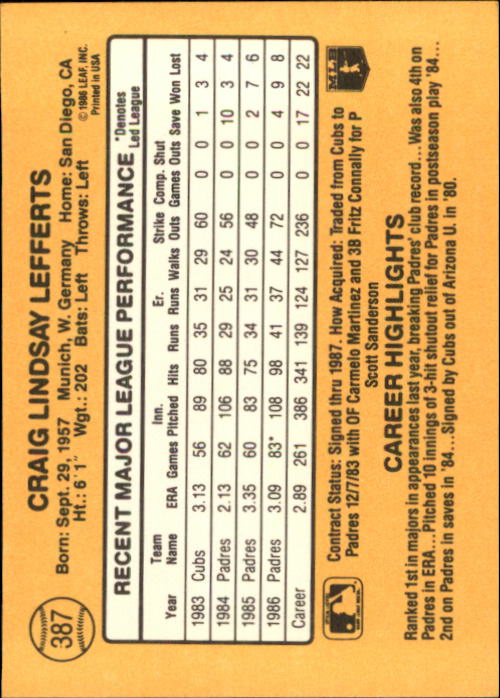 387
CRAIG LINDSAY LEFFERTS
Born: Sept. 29, 1957 Munich, W. Germany Home: San Diego, CA
Ht.: 6'1" Wgt.: 202 Bats: Left Throws: Left
© 1986 LEAF, INC.
Printed in USA
RECENT MAJOR LEAGUE PERFORMANCE *Denotes Led League
Year Team Name ERA Games Inn. Pitched Hits Runs Er. Runs Walks Strike Outs Comp. Games Shut Outs Save Won Lost
1983 Cubs 3.13 56 89 80 35 31 29 60 0 0 1 3 4
1984 Padres 2.13 62 106 88 29 25 24 56 0 0 10 3 4
1985 Padres 3.35 60 83 75 34 31 30 48 0 0 2 7 6
1986 Padres 3.09 83* 108 98 41 37 44 72 0 0 4 9 8
Career 2.89 261 386 341 139 124 127 236 0 0 17 22 22
MLB
Contract Status: Signed thru 1987. How Acquired: Traded from Cubs to
Padres 12/7/83 with OF Carmelo Martinez and 3B Fritz Connally for P
Scott Sanderson
CAREER HIGHLIGHTS
Ranked 1st in majors in appearances last year, breaking Padres' club record...Was also 4th on
Padres in ERA...Pitched 10 innings of 3-hit shutout relief for Padres in postseason play '84...
2nd on Padres in saves in '84...Signed by Cubs out of Arizona U. in '80.